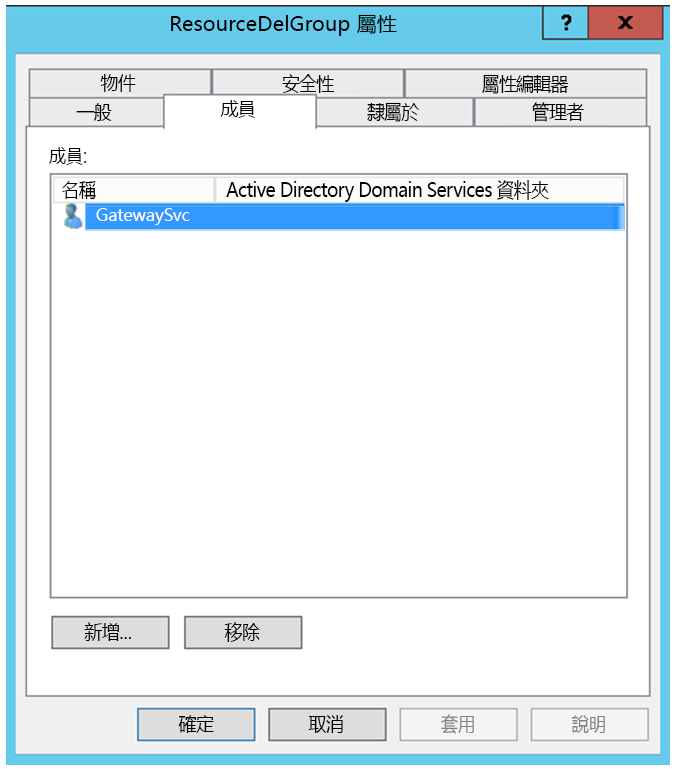 ResourceDelGroup 屬性
?
x
物件 安全性 屬性編輯器
一般 成員 隸屬於 管理者
成員:
名稱 Active Directory Domain Services 資料夾
GatewaySvc
新增... 移除
確定 取消 套用 說明